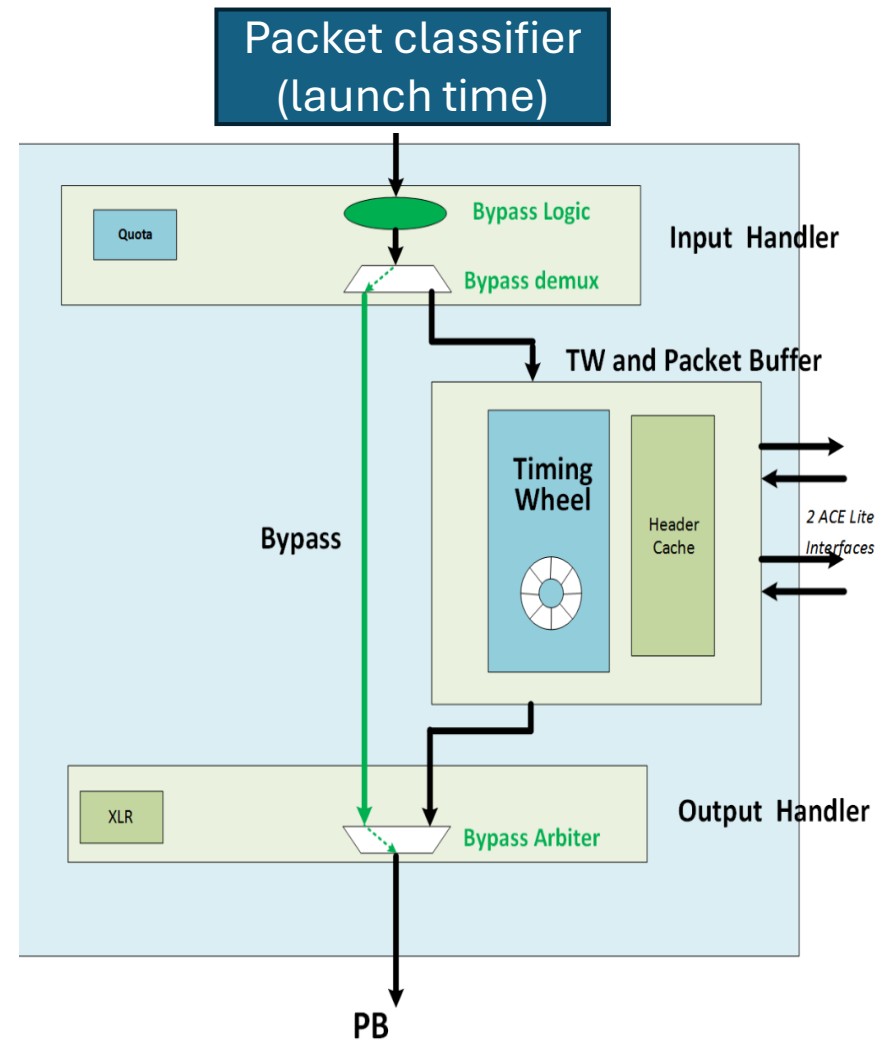 Packet classifier
(launch time)
Quota
Bypass Logic
Input Handler
Bypass demux
TW and Packet Buffer
Timing
Wheel
Header
Cache
2 ACE Lite
Interfaces
Bypass
XLR
Output Handler
Bypass Arbiter
PB